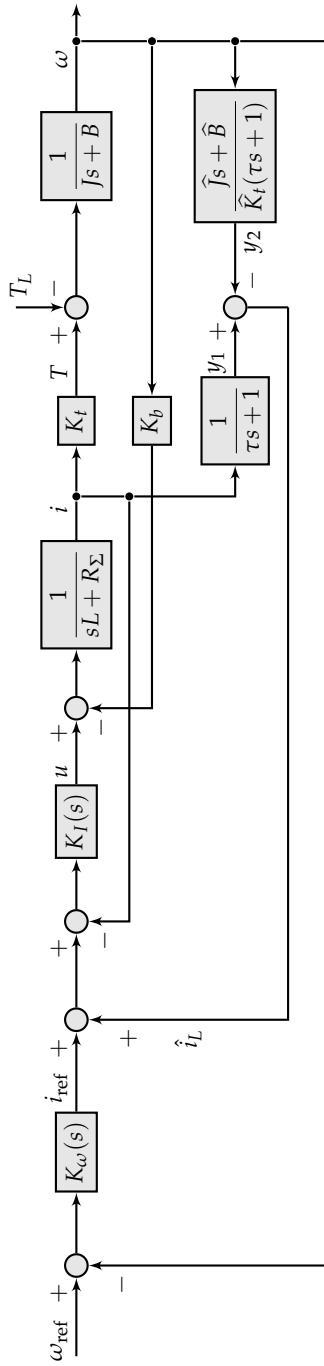 ω_ref
+
−
K_ω(s)
i_ref
+
+
î_L
+
−
K_I(s)
u
+
−
1
sL + R_Σ
i
K_t
T
+
−
T_L
1
Js + B
ω
K_b
1
τs + 1
y_1
+
−
y_2
Ĵs + B̂
K̂_t(τs + 1)